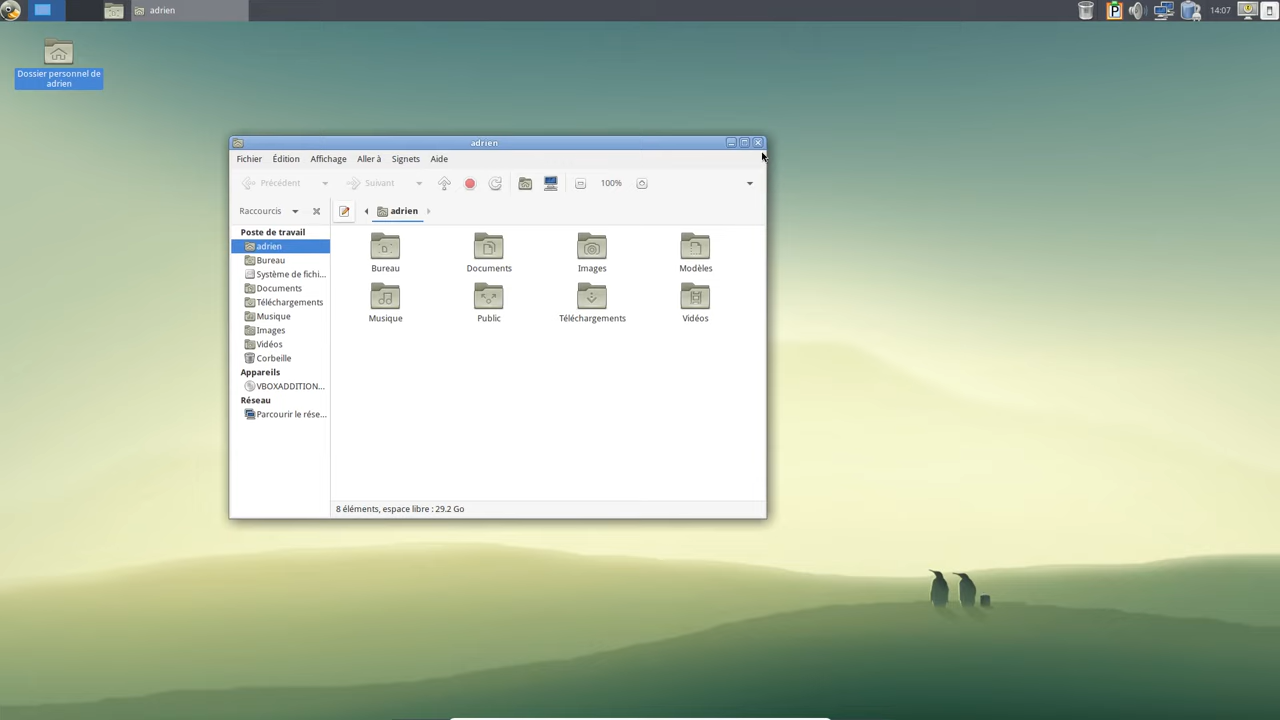 adrien
14:07
Dossier personnel de
adrien
adrien
Fichier Édition Affichage Aller à Signets Aide
Précédent Suivant 100%
Raccourcis adrien
Poste de travail
adrien
Bureau
Système de fichi...
Documents
Téléchargements
Musique
Images
Vidéos
Corbeille
Appareils
VBOXADDITION...
Réseau
Parcourir le rése...
Bureau Documents Images Modèles
Musique Public Téléchargements Vidéos
8 éléments, espace libre : 29.2 Go